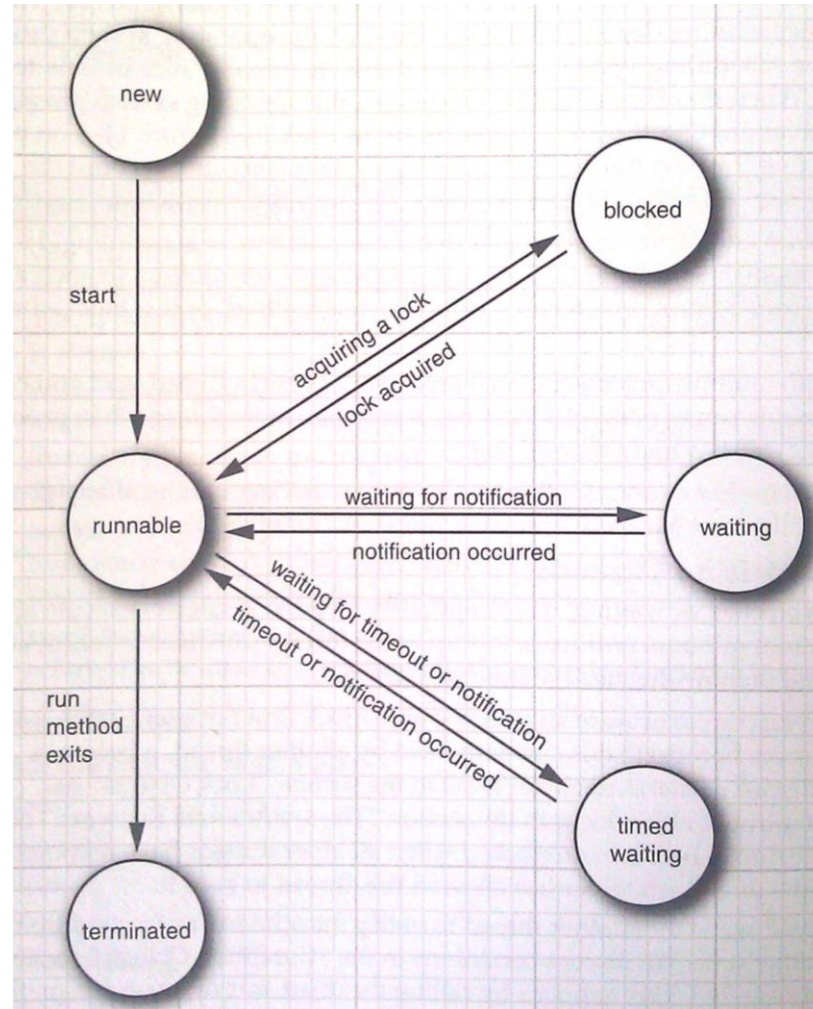 new
blocked
start
acquiring a lock
lock acquired
runnable
waiting for notification
notification occurred
waiting
waiting for timeout or notification
timeout or notification occurred
run
method
exits
timed
waiting
terminated